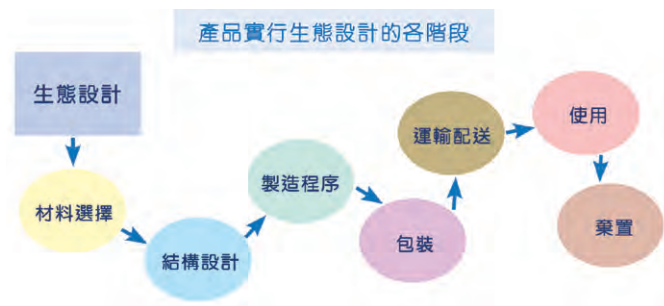 產品實行生態設計的各階段
生態設計
材料選擇
結構設計
製造程序
包裝
運輸配送
使用
棄置